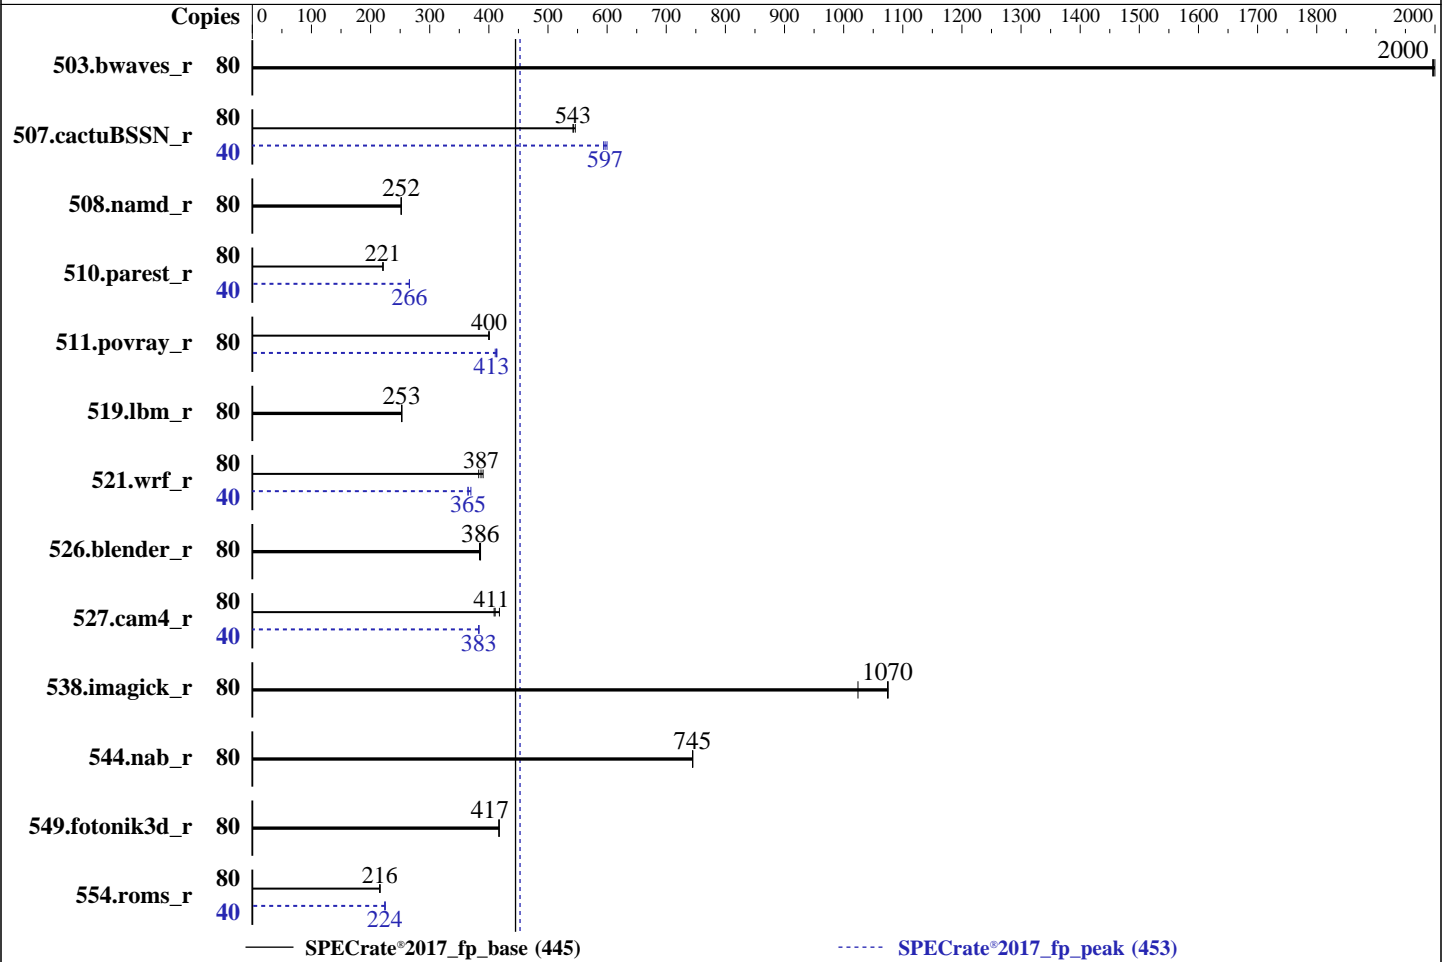 Copies 0 100 200 300 400 500 600 700 800 900 1000 1100 1200 1300 1400 1500 1600 1700 1800 2000
503.bwaves_r 80 2000
507.cactuBSSN_r 80 543
40 597
508.namd_r 80 252
510.parest_r 80 221
40 266
511.povray_r 80 400
413
519.lbm_r 80 253
521.wrf_r 80 387
40 365
526.blender_r 80 386
527.cam4_r 80 411
40 383
538.imagick_r 80 1070
544.nab_r 80 745
549.fotonik3d_r 80 417
554.roms_r 80 216
40 224
SPECrate®2017_fp_base (445) SPECrate®2017_fp_peak (453)